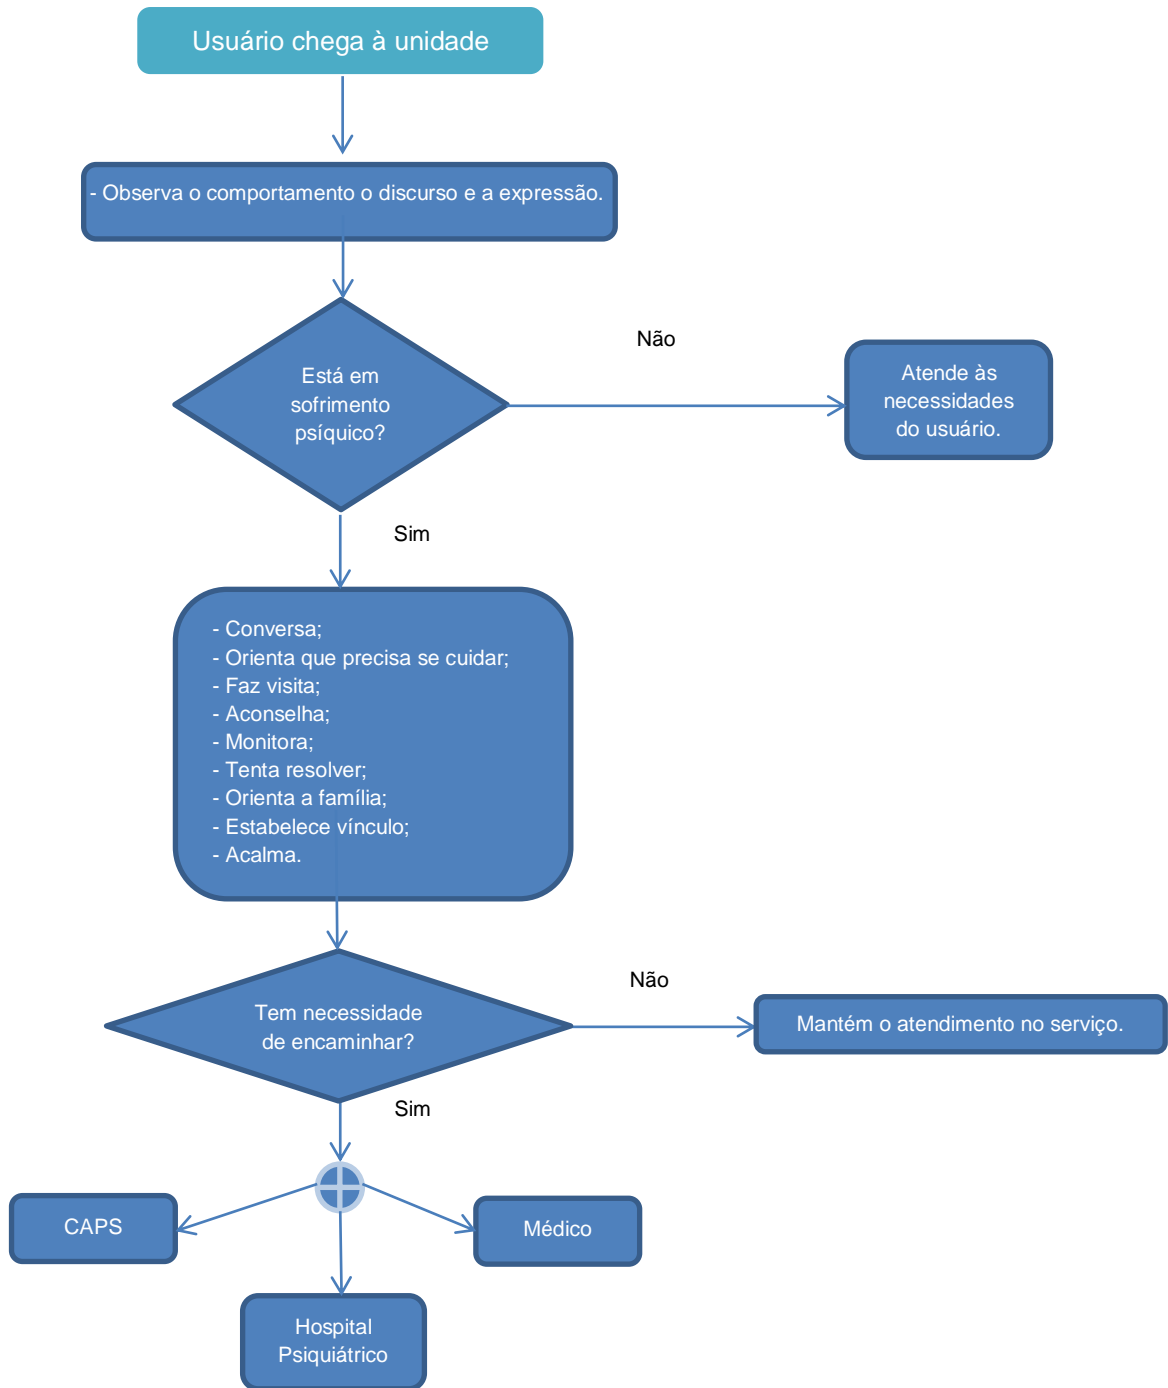 Usuário chega à unidade
- Observa o comportamento o discurso e a expressão.
Está em
sofrimento
psíquico?
Não
Atende às
necessidades
do usuário.
Sim
- Conversa;
- Orienta que precisa se cuidar;
- Faz visita;
- Aconselha;
- Monitora;
- Tenta resolver;
- Orienta a família;
- Estabelece vínculo;
- Acalma.
Tem necessidade
de encaminhar?
Não
Mantém o atendimento no serviço.
Sim
CAPS
Médico
Hospital
Psiquiátrico